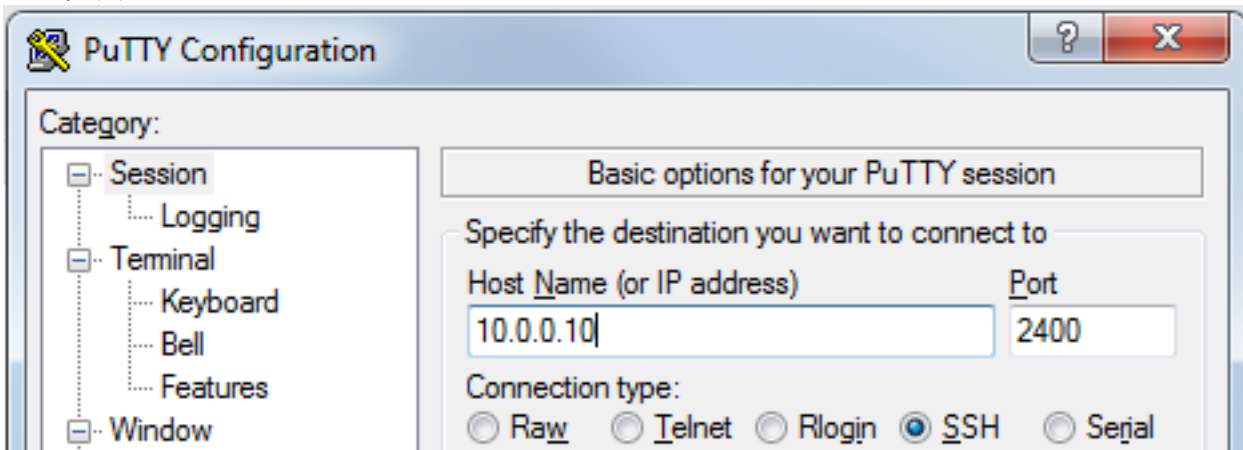 PuTTY Configuration
?
X
Category:
Session
Logging
Terminal
Keyboard
Bell
Features
Window
Basic options for your PuTTY session
Specify the destination you want to connect to
Host Name (or IP address) Port
10.0.0.10 2400
Connection type:
Raw Telnet Rlogin SSH Serial